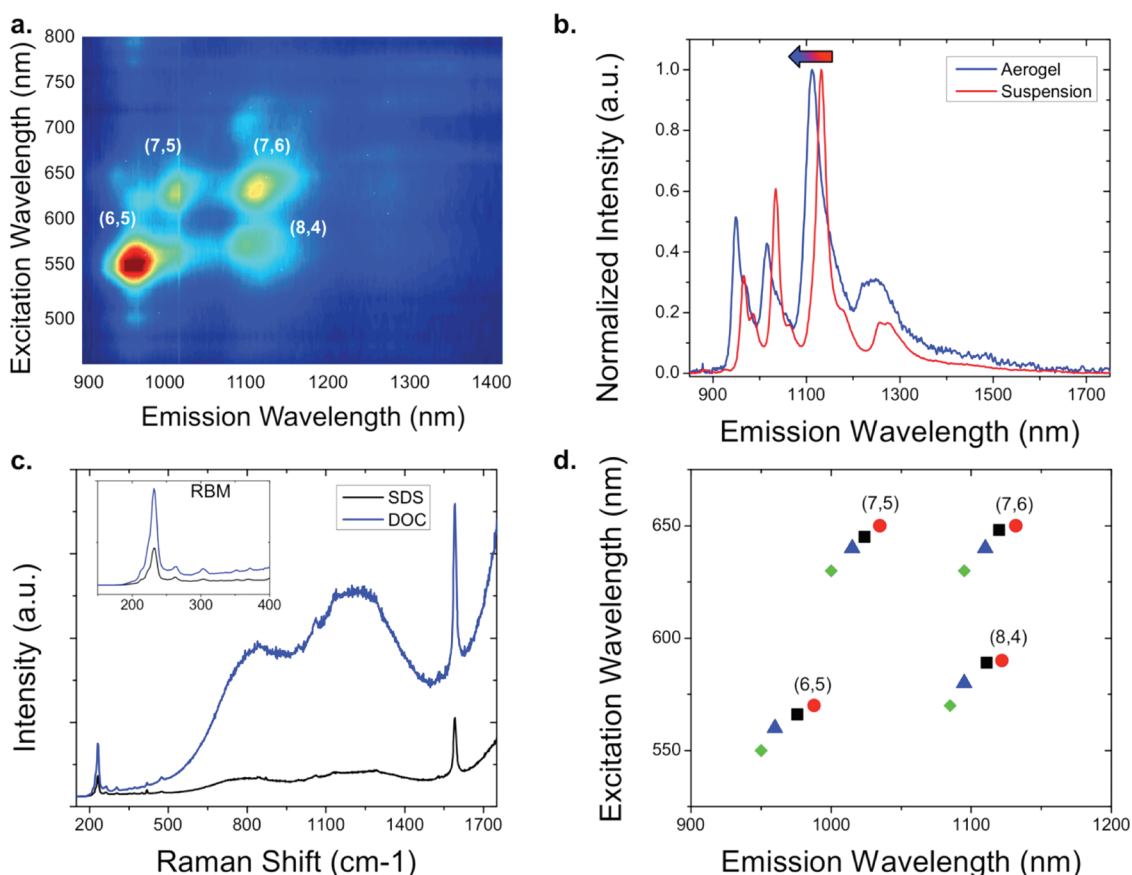 a.
Excitation Wavelength (nm)
800
700
650
600
550
500
(7,5)
(7,6)
(6,5)
(8,4)
900 1000 1100 1200 1300 1400
Emission Wavelength (nm)
b.
Normalized Intensity (a.u.)
1.0
0.8
0.6
0.4
0.2
0.0
Aerogel
Suspension
900 1100 1300 1500 1700
Emission Wavelength (nm)
c.
Intensity (a.u.)
RBM
200 300 400
SDS
DOC
200 500 800 1100 1400 1700
Raman Shift (cm-1)
d.
Excitation Wavelength (nm)
650
600
550
(7,5)
(7,6)
(8,4)
(6,5)
900 1000 1100 1200
Emission Wavelength (nm)